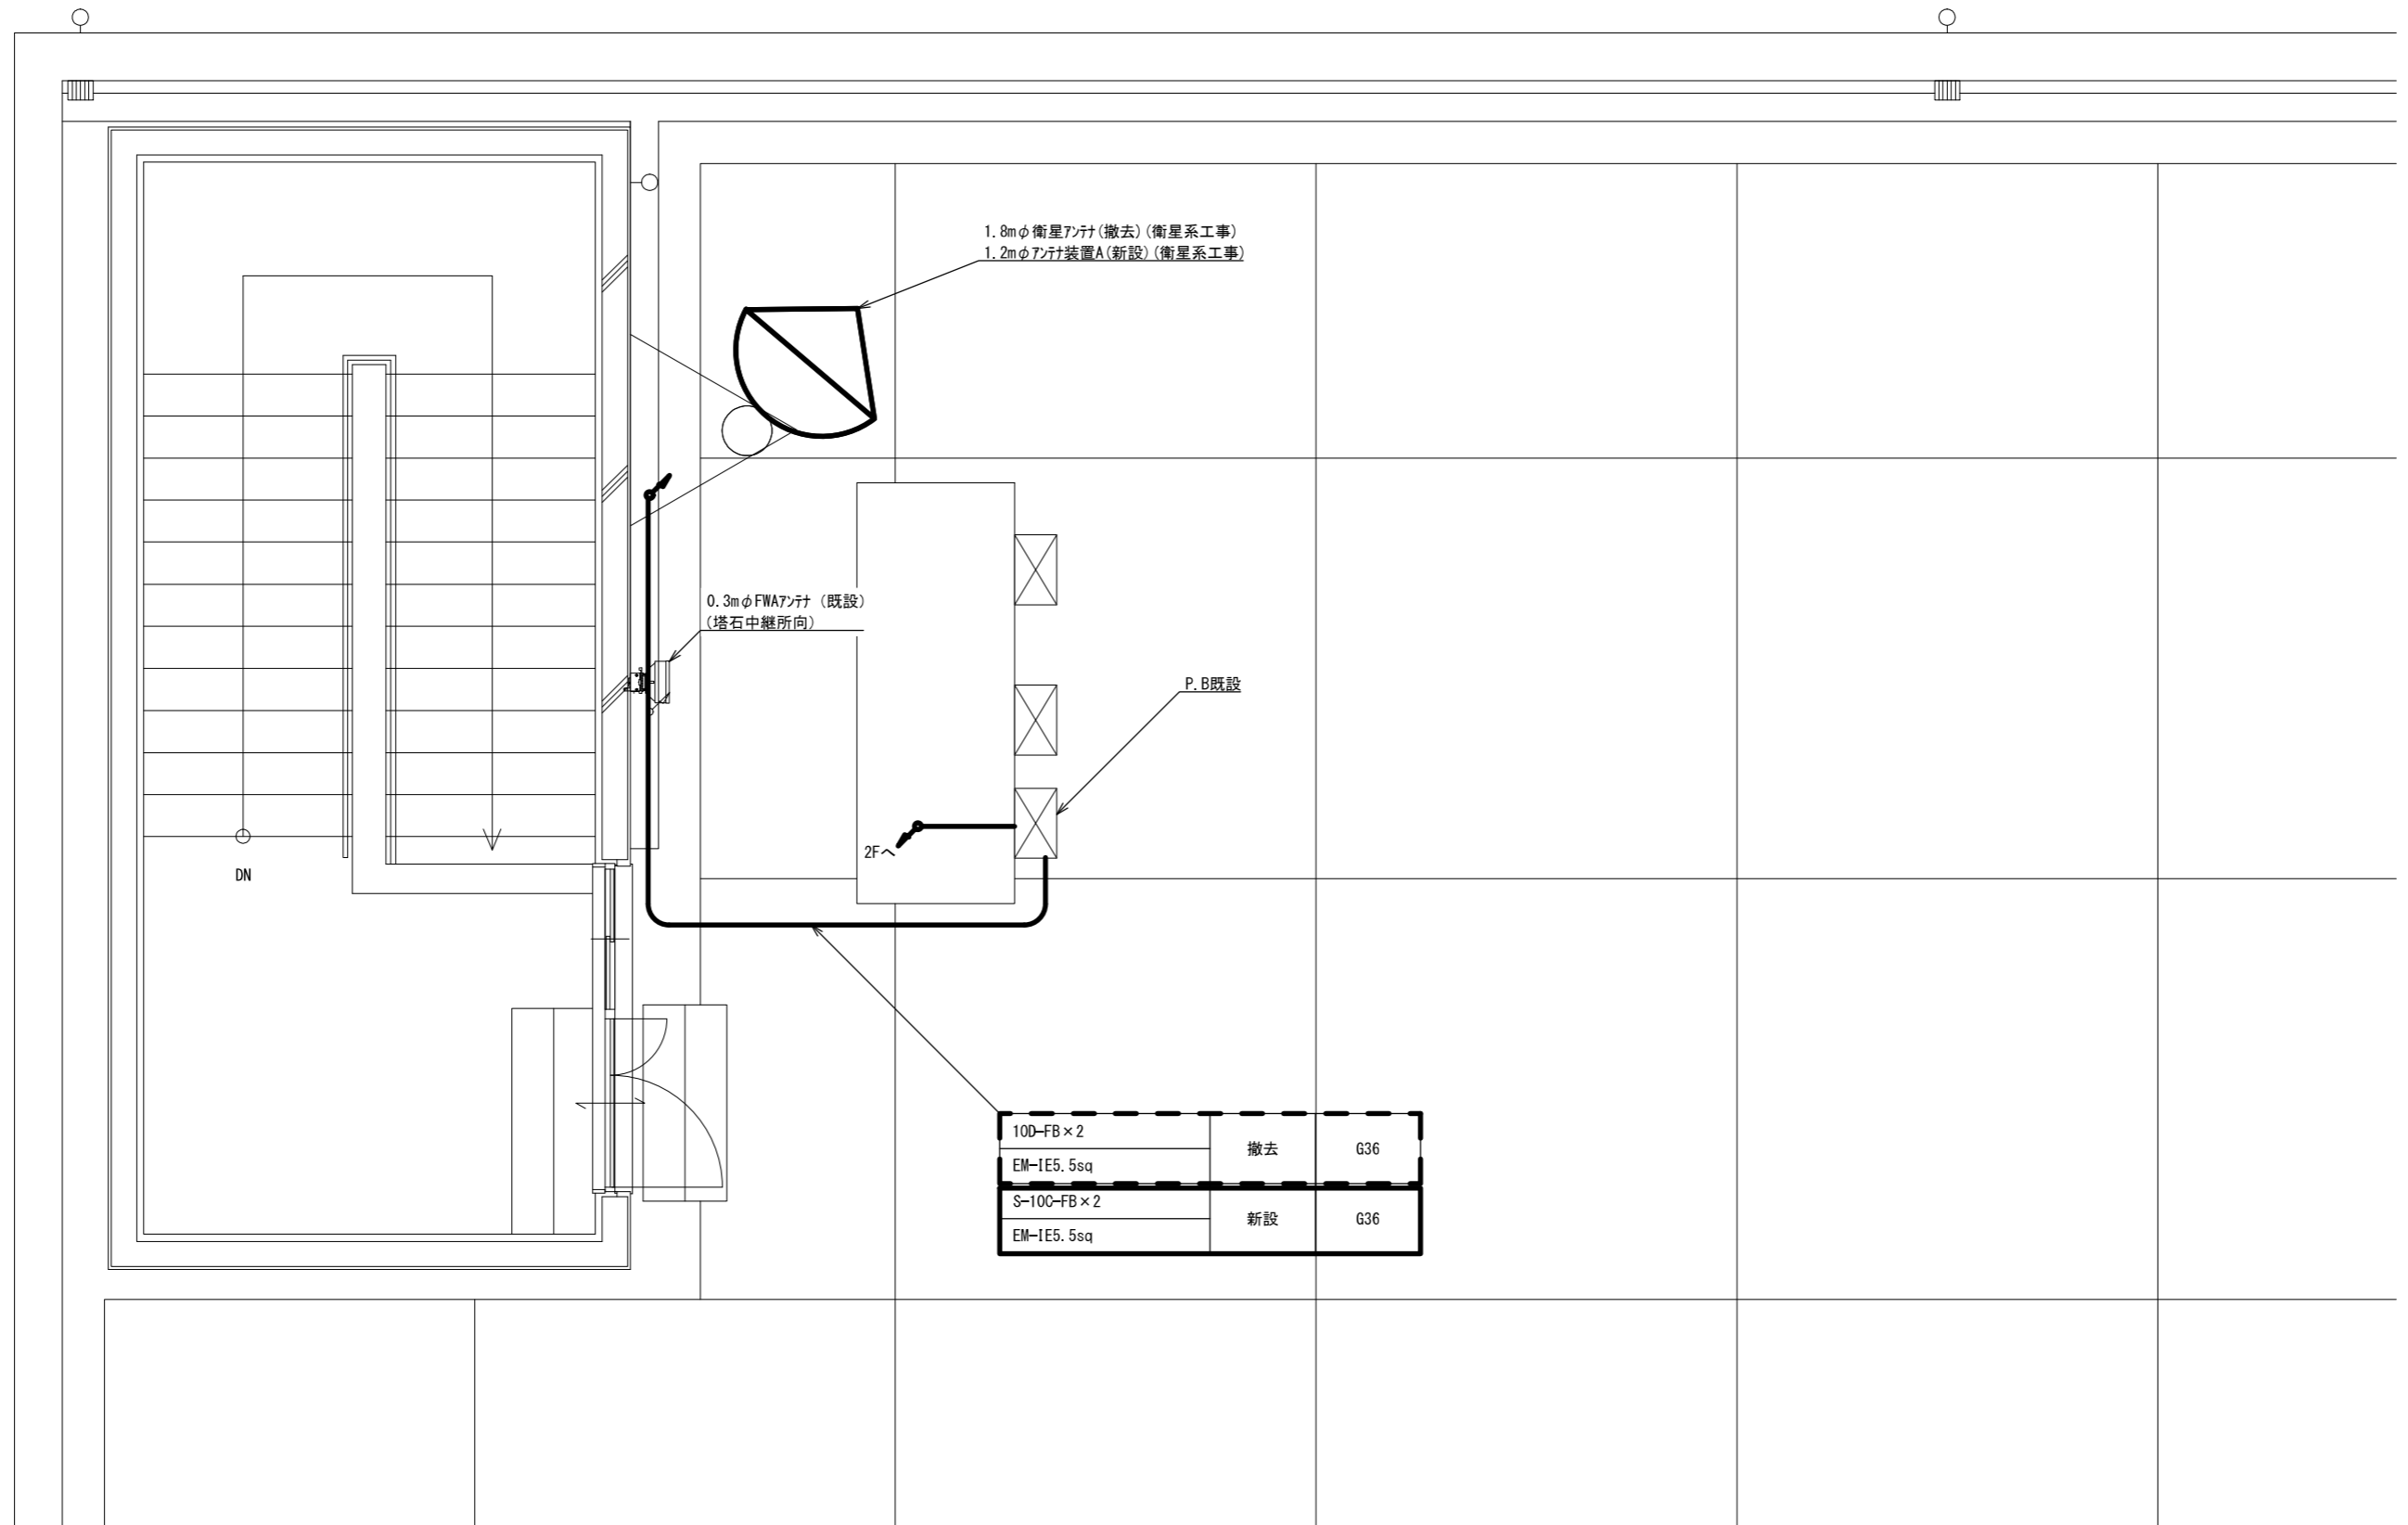 1.8mφ衛星ｱﾝﾃﾅ(撤去)(衛星系工事)
1.2mφｱﾝﾃﾅ装置A(新設)(衛星系工事)
0.3mφFWAｱﾝﾃﾅ (既設)
(塔石中継所向)
P.B既設
2Fへ
DN
10D-FB×2
撤去
G36
EM-IE5.5sq
S-10C-FB×2
新設
G36
EM-IE5.5sq